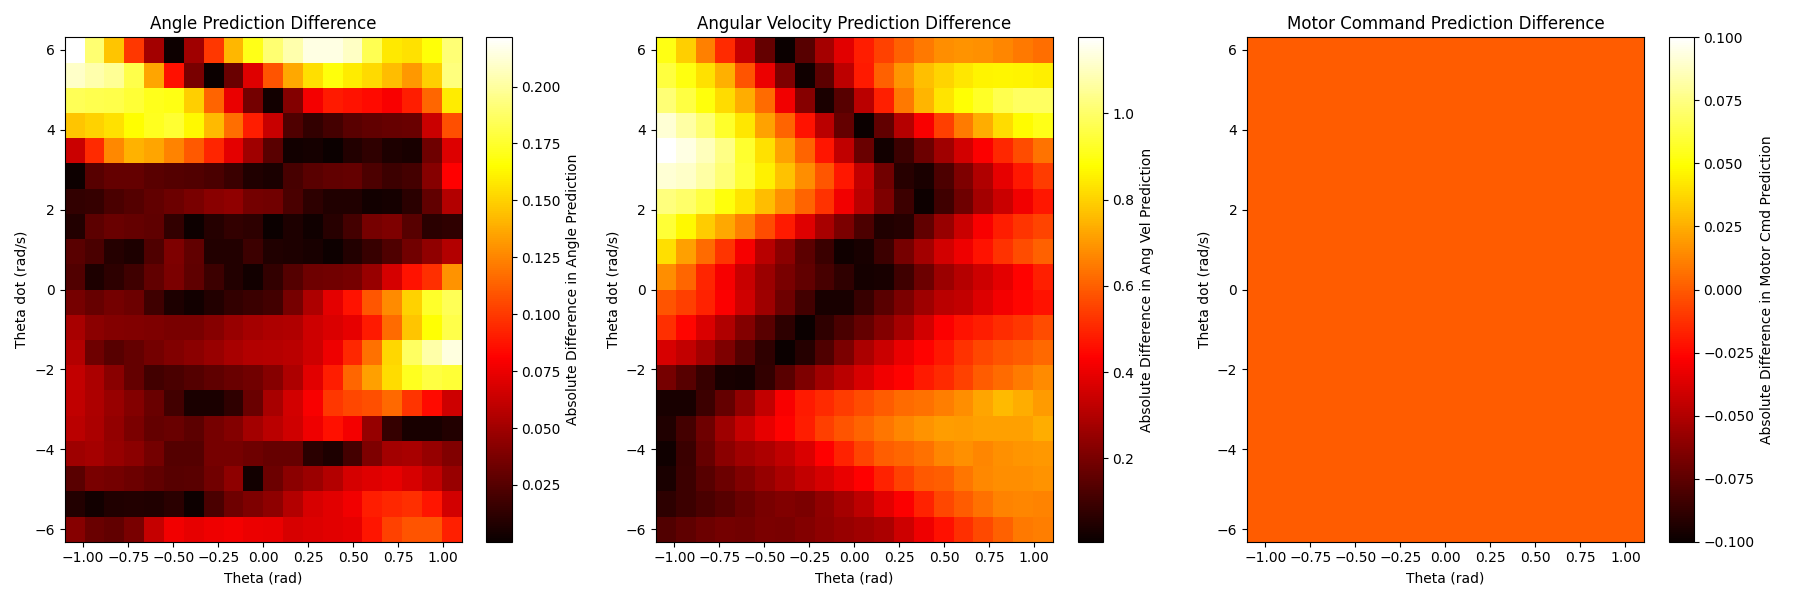 Angle Prediction Difference
6
4
2
0
−2
−4
−6
Theta dot (rad/s)
−1.00 −0.75 −0.50 −0.25 0.00 0.25 0.50 0.75 1.00
Theta (rad)
0.200
0.175
0.150
0.125
0.100
0.075
0.050
0.025
Absolute Difference in Angle Prediction
Angular Velocity Prediction Difference
6
4
2
0
−2
−4
−6
Theta dot (rad/s)
−1.00 −0.75 −0.50 −0.25 0.00 0.25 0.50 0.75 1.00
Theta (rad)
1.0
0.8
0.6
0.4
0.2
Absolute Difference in Ang Vel Prediction
Motor Command Prediction Difference
6
4
2
0
−2
−4
−6
Theta dot (rad/s)
−1.00 −0.75 −0.50 −0.25 0.00 0.25 0.50 0.75 1.00
Theta (rad)
0.100
0.075
0.050
0.025
0.000
−0.025
−0.050
−0.075
−0.100
Absolute Difference in Motor Cmd Prediction